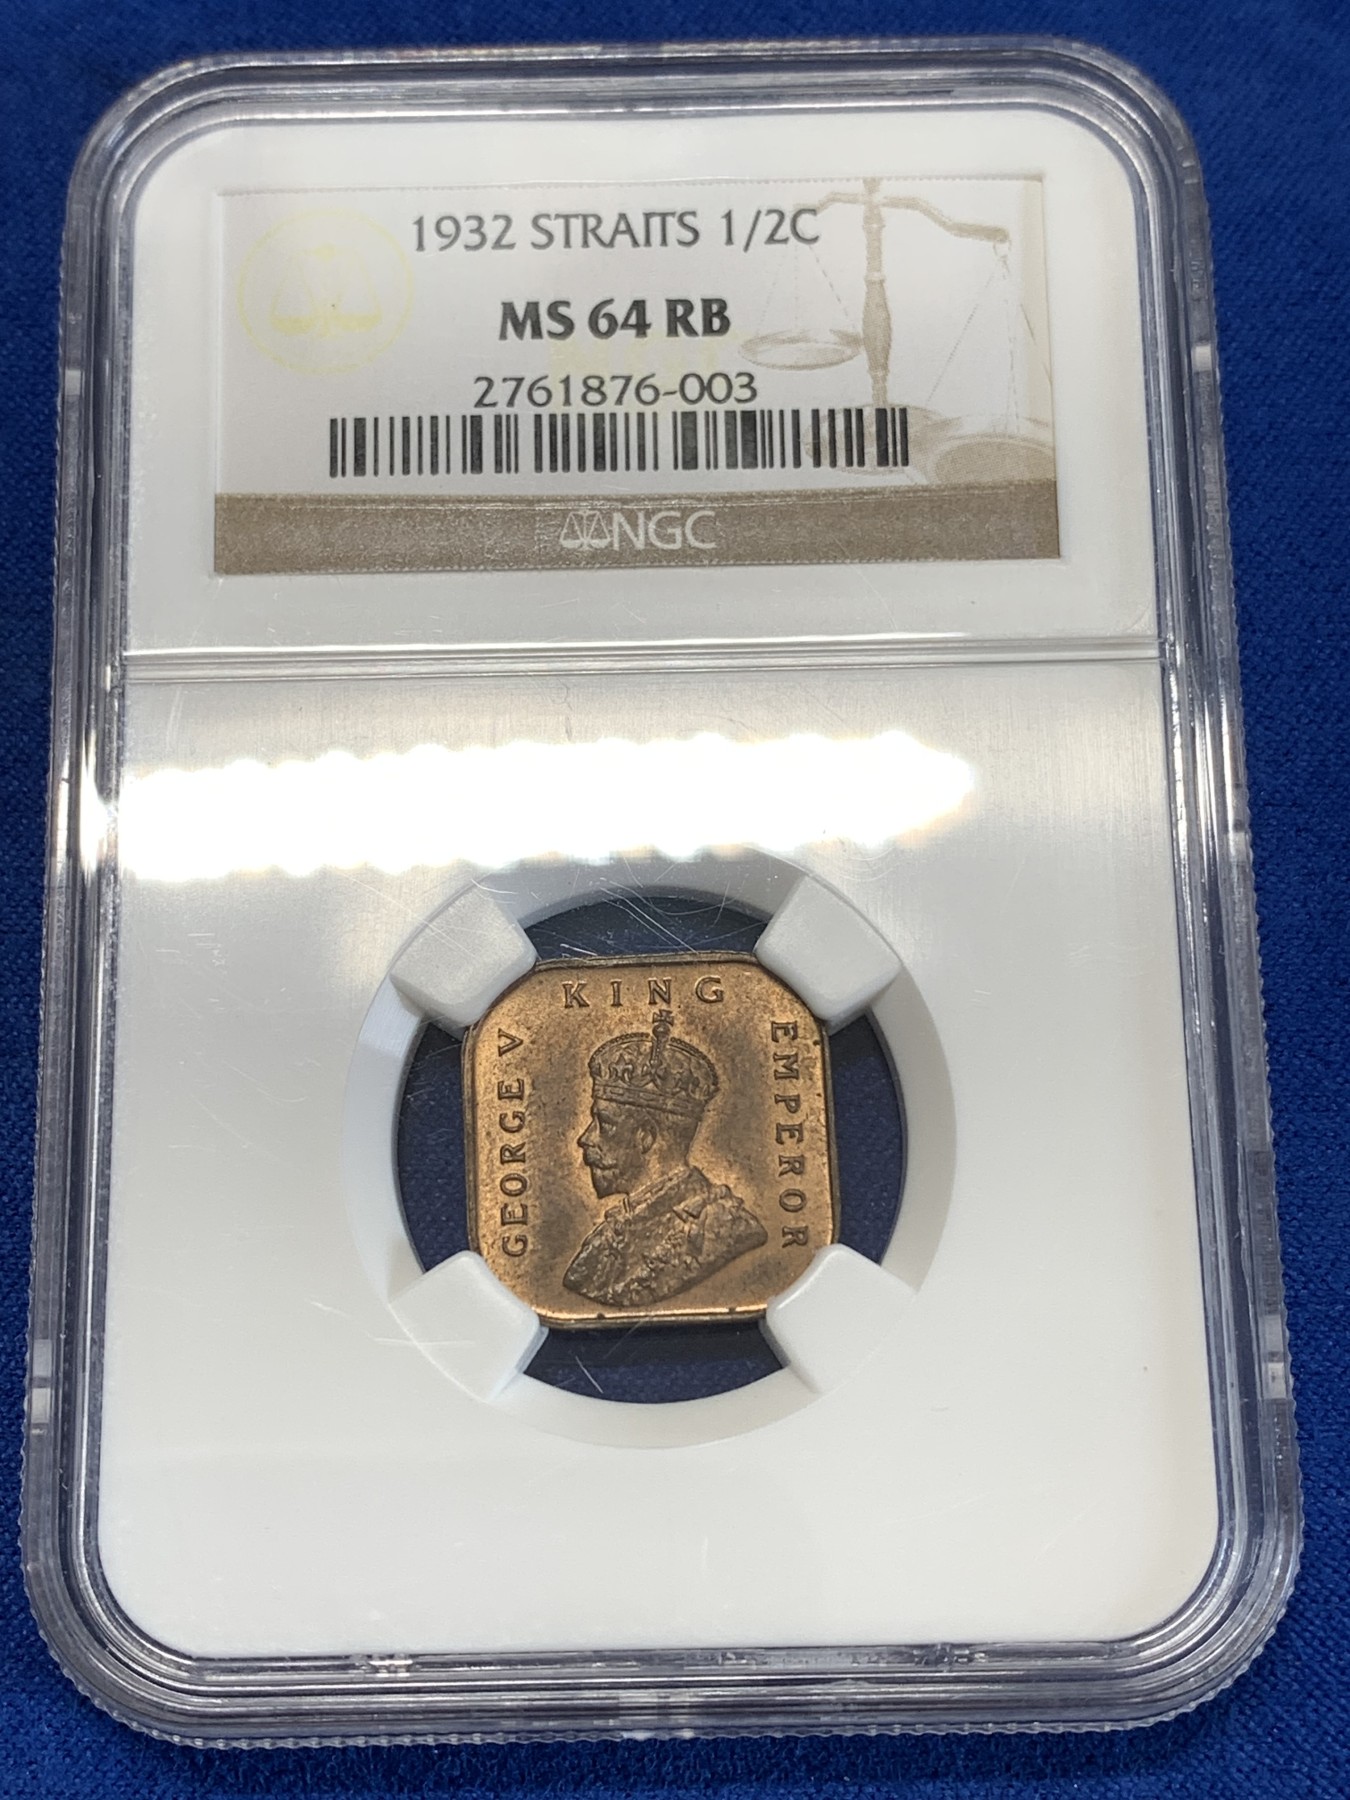 1932 STRAITS 1/2C
MS 64 RB
2761876-003
NGC
GEORGE V KING EMPEROR